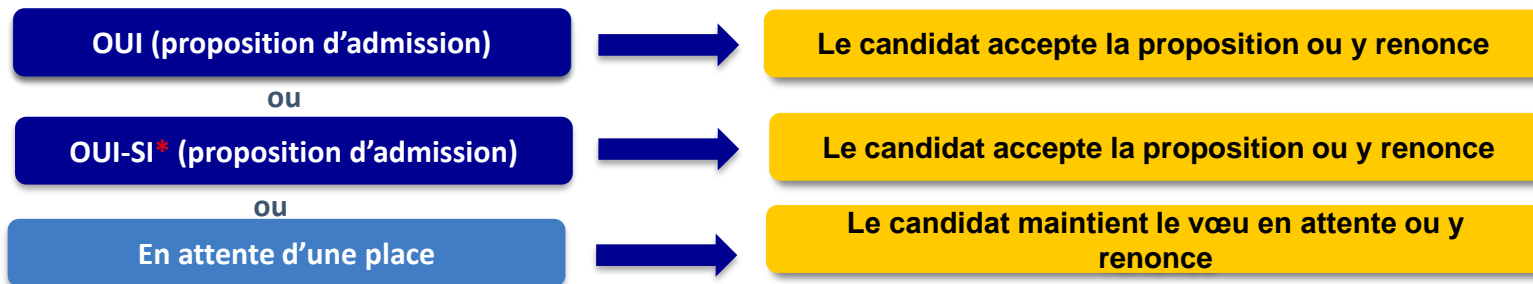 OUI (proposition d’admission)
Le candidat accepte la proposition ou y renonce
ou
OUI-SI* (proposition d’admission)
Le candidat accepte la proposition ou y renonce
ou
En attente d’une place
Le candidat maintient le vœu en attente ou y
renonce